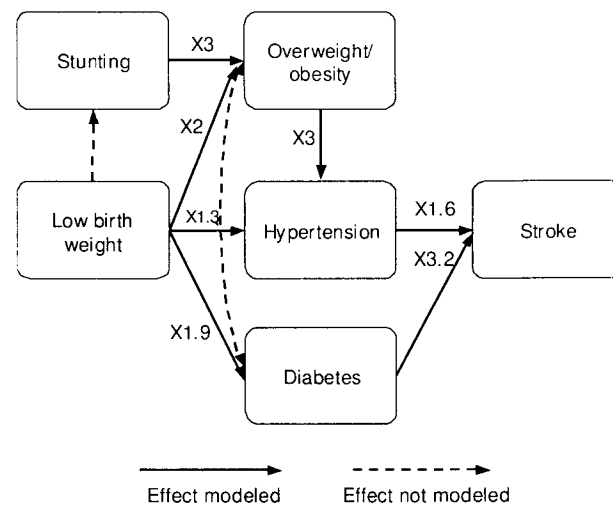 X3
Stunting
Overweight/
obesity
X2
X3
Low birth
weight
X1.3
Hypertension
X1.6
Stroke
X3.2
X1.9
Diabetes
Effect modeled
Effect not modeled